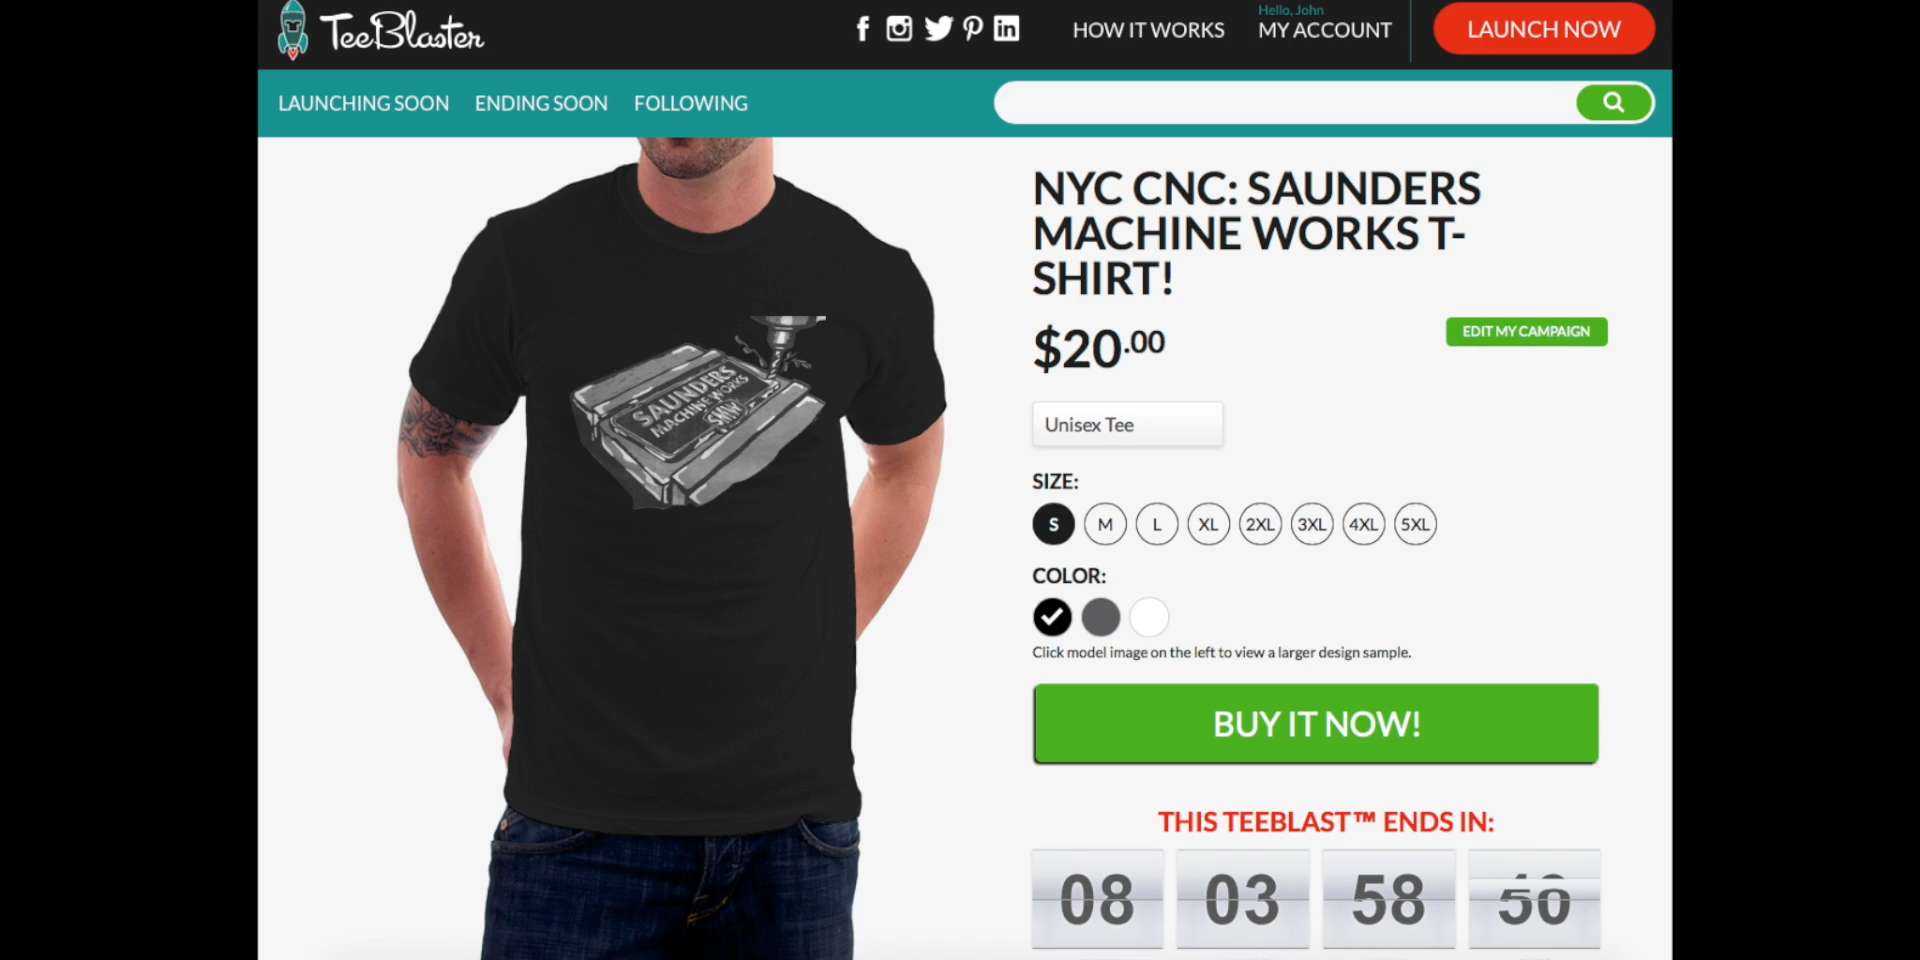 TeeBlaster
HOW IT WORKS
Hello, John
MY ACCOUNT
LAUNCH NOW
LAUNCHING SOON
ENDING SOON
FOLLOWING
SAUNDERS
MACHINE WORKS
SMW
NYC CNC: SAUNDERS
MACHINE WORKS T-
SHIRT!
$20.00
EDIT MY CAMPAIGN
Unisex Tee
SIZE:
S M L XL 2XL 3XL 4XL 5XL
COLOR:
Click model image on the left to view a larger design sample.
BUY IT NOW!
THIS TEEBLAST™ ENDS IN:
08 03 58 50